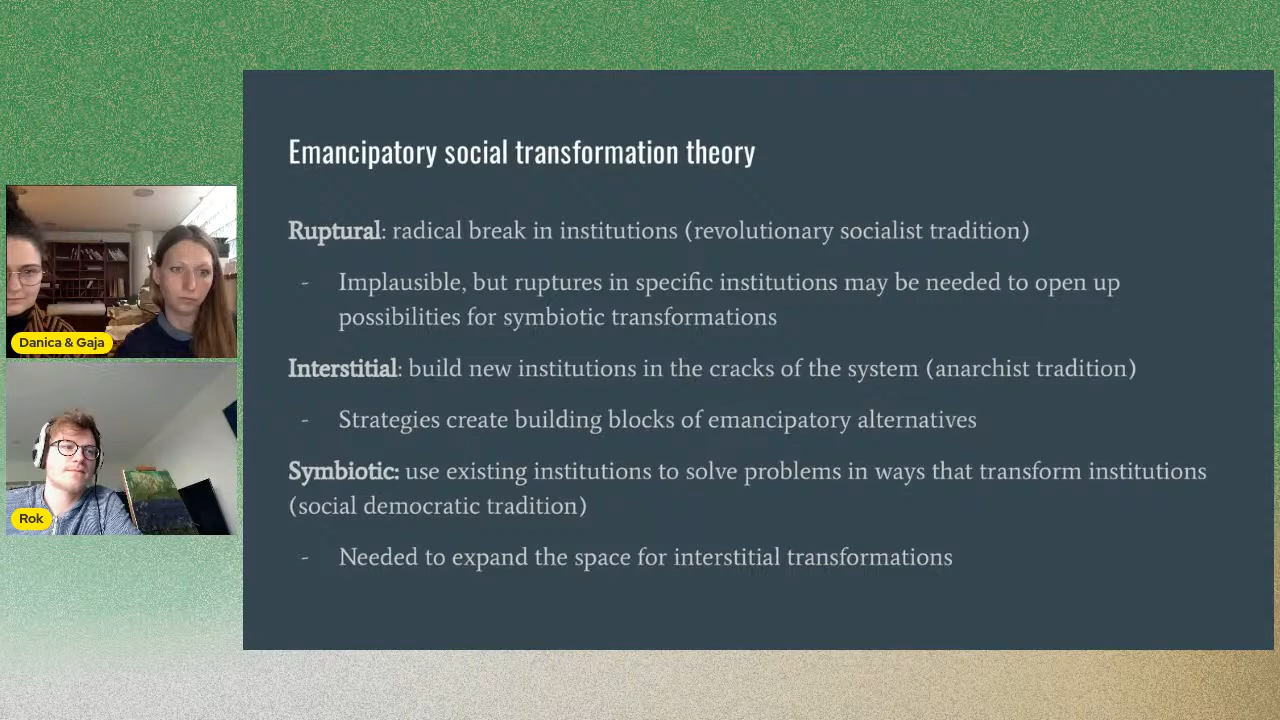 Emancipatory social transformation theory
Ruptural: radical break in institutions (revolutionary socialist tradition)
- Implausible, but ruptures in specific institutions may be needed to open up
possibilities for symbiotic transformations
Interstitial: build new institutions in the cracks of the system (anarchist tradition)
- Strategies create building blocks of emancipatory alternatives
Symbiotic: use existing institutions to solve problems in ways that transform institutions
(social democratic tradition)
- Needed to expand the space for interstitial transformations
Danica & Gaja
Rok